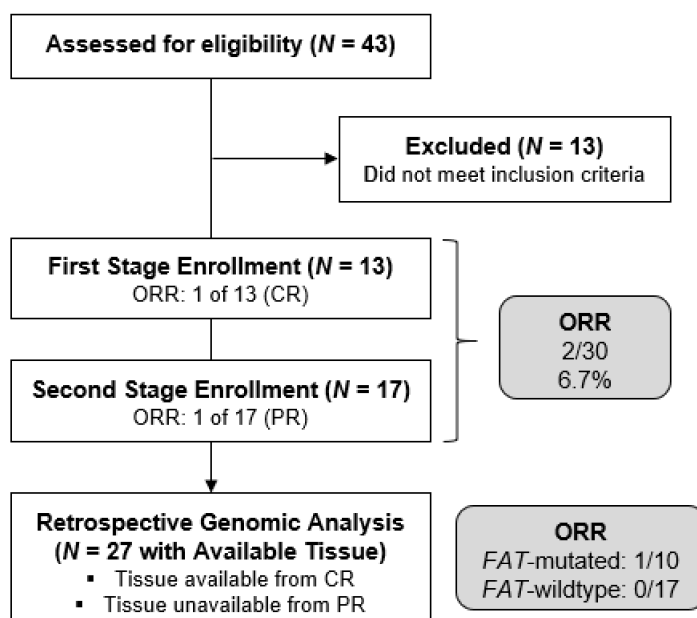 Assessed for eligibility (N = 43)
Excluded (N = 13)
Did not meet inclusion criteria
First Stage Enrollment (N = 13)
ORR: 1 of 13 (CR)
ORR
2/30
6.7%
Second Stage Enrollment (N = 17)
ORR: 1 of 17 (PR)
Retrospective Genomic Analysis
(N = 27 with Available Tissue)
▪ Tissue available from CR
▪ Tissue unavailable from PR
ORR
FAT-mutated: 1/10
FAT-wildtype: 0/17